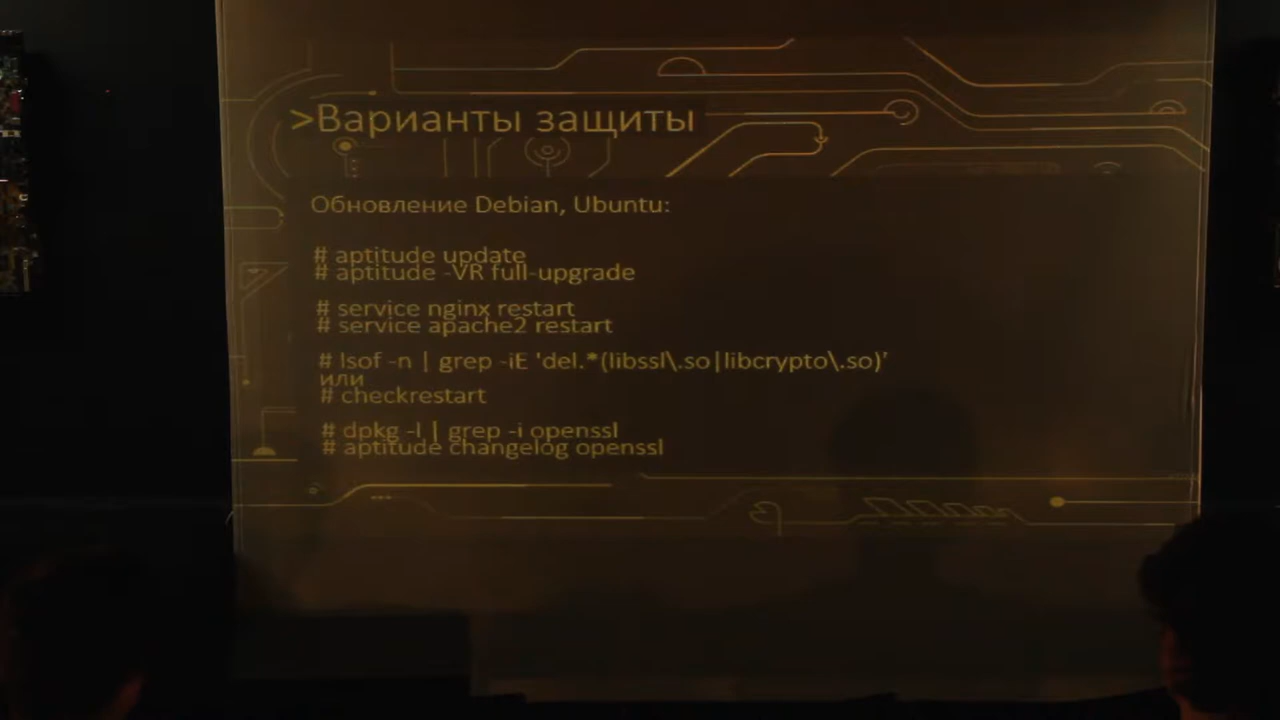 >Варианты защиты
Обновление Debian, Ubuntu:
# aptitude update
# aptitude -VR full-upgrade
# service nginx restart
# service apache2 restart
# lsof -n | grep -iE 'del.*(libssl\.so|libcrypto\.so)'
или
# checkrestart
# dpkg -l | grep -i openssl
# aptitude changelog openssl